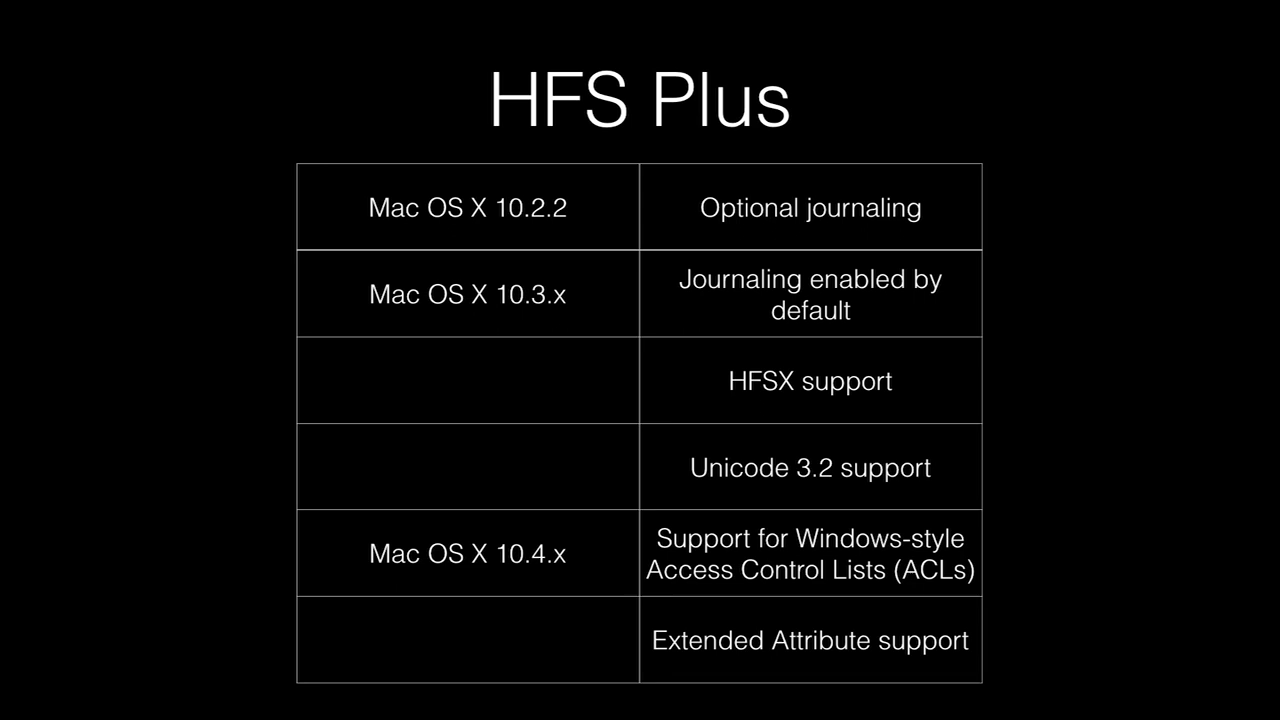 HFS Plus
Mac OS X 10.2.2
Optional journaling
Mac OS X 10.3.x
Journaling enabled by
default
HFSX support
Unicode 3.2 support
Mac OS X 10.4.x
Support for Windows-style
Access Control Lists (ACLs)
Extended Attribute support